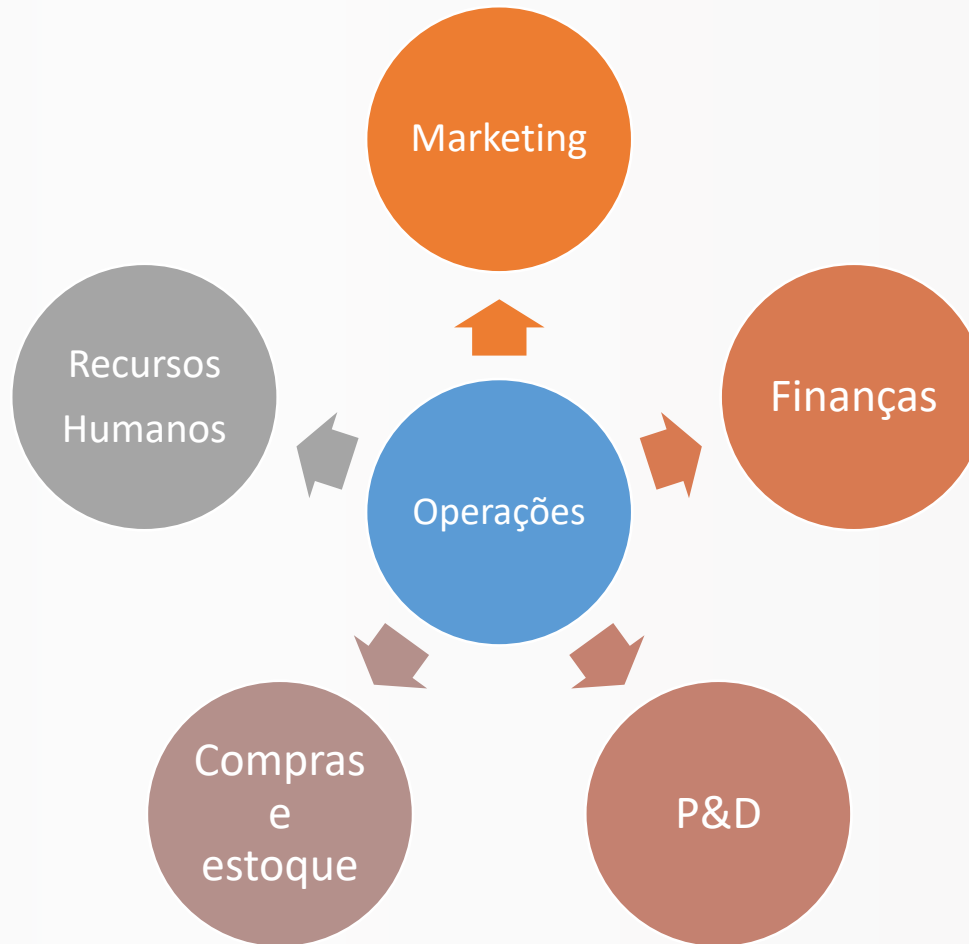 Marketing
Recursos
Humanos
Finanças
Operações
Compras
e
estoque
P&D